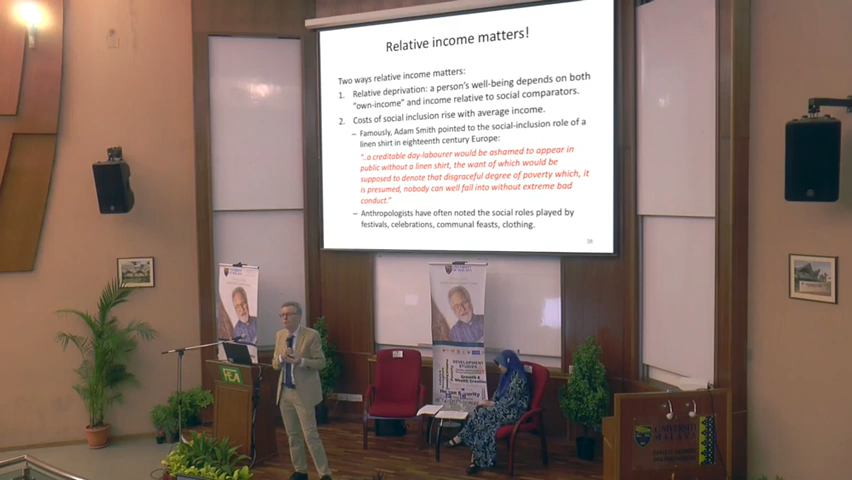 Relative income matters!
Two ways relative income matters:
1. Relative deprivation: a person's well-being depends on both
"own-income" and income relative to social comparators.
2. Costs of social inclusion rise with average income.
– Famously, Adam Smith pointed to the social-inclusion role of a
linen shirt in eighteenth century Europe:
"..a creditable day-labourer would be ashamed to appear in
public without a linen shirt, the want of which would be
supposed to denote that disgraceful degree of poverty which, it
is presumed, nobody can well fall into without extreme bad
conduct."
– Anthropologists have often noted the social roles played by
festivals, celebrations, communal feasts, clothing.
DEVELOPMENT
STUDIES
Growth &
UNIVERSITI